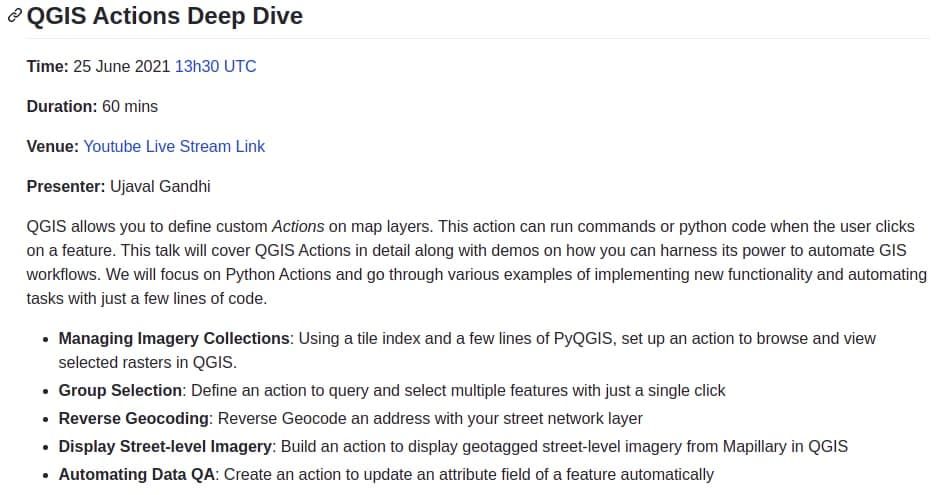 QGIS Actions Deep Dive
Time: 25 June 2021 13h30 UTC
Duration: 60 mins
Venue: Youtube Live Stream Link
Presenter: Ujaval Gandhi
QGIS allows you to define custom Actions on map layers. This action can run commands or python code when the user clicks
on a feature. This talk will cover QGIS Actions in detail along with demos on how you can harness its power to automate GIS
workflows. We will focus on Python Actions and go through various examples of implementing new functionality and automating
tasks with just a few lines of code.
• Managing Imagery Collections: Using a tile index and a few lines of PyQGIS, set up an action to browse and view
selected rasters in QGIS.
• Group Selection: Define an action to query and select multiple features with just a single click
• Reverse Geocoding: Reverse Geocode an address with your street network layer
• Display Street-level Imagery: Build an action to display geotagged street-level imagery from Mapillary in QGIS
• Automating Data QA: Create an action to update an attribute field of a feature automatically